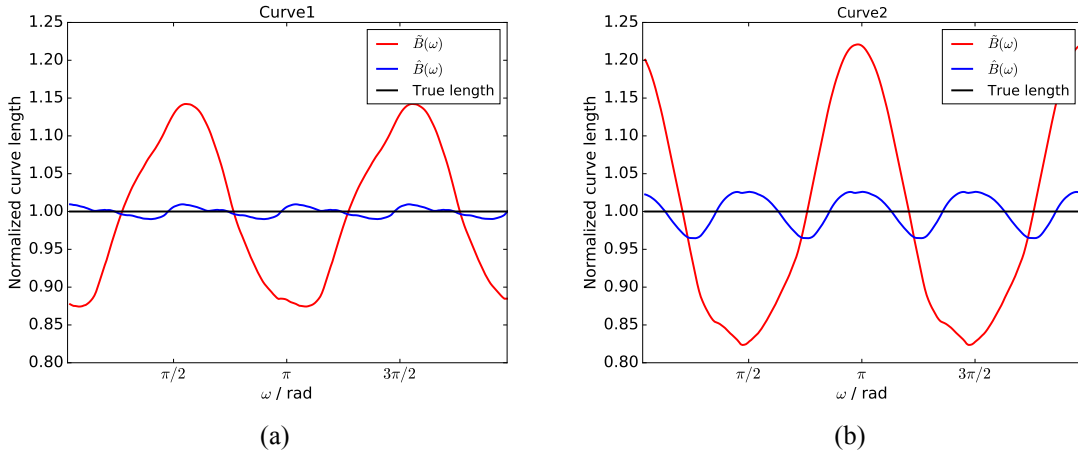 Curve1
Normalized curve length
1.25
1.20
1.15
1.10
1.05
1.00
0.95
0.90
0.85
0.80
B̃(ω)
B̂(ω)
True length
π/2
π
3π/2
ω / rad
(a)
Curve2
Normalized curve length
1.25
1.20
1.15
1.10
1.05
1.00
0.95
0.90
0.85
0.80
B̃(ω)
B̂(ω)
True length
π/2
π
3π/2
ω / rad
(b)